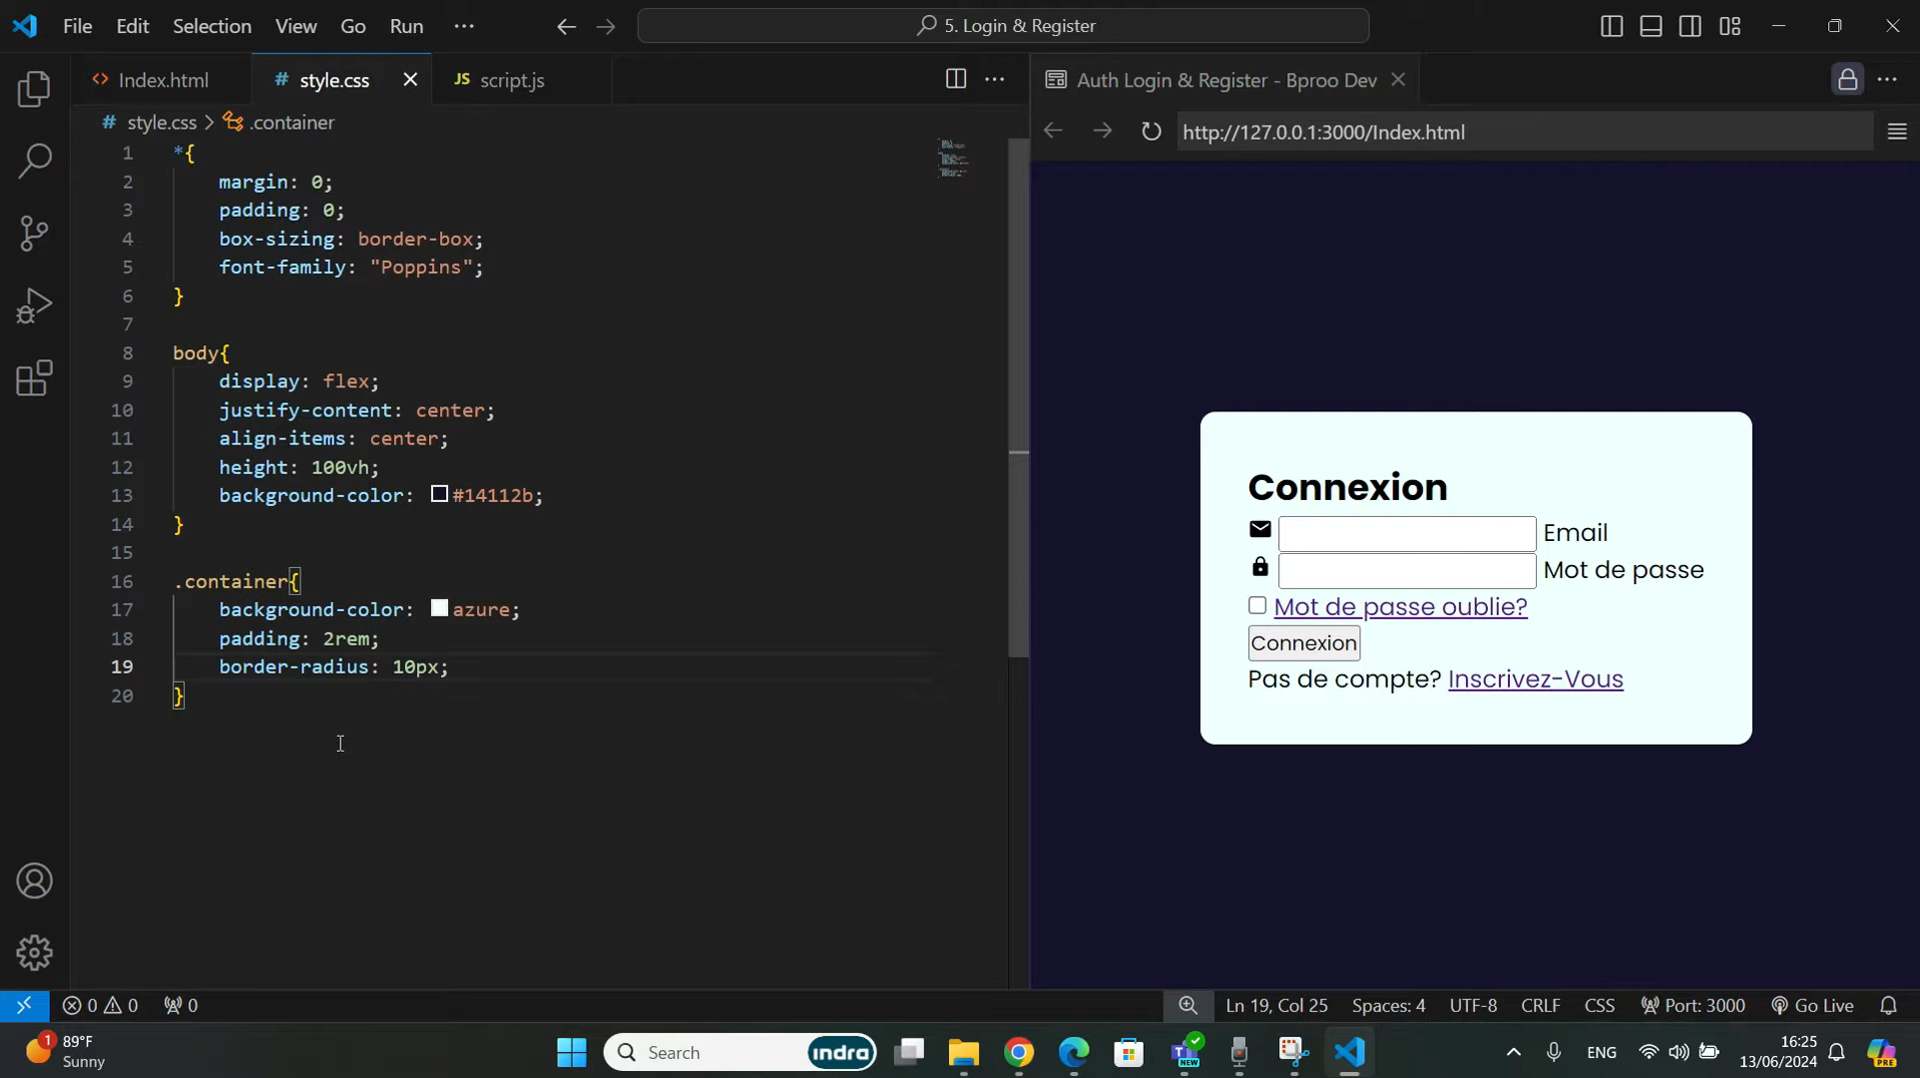 File Edit Selection View Go Run ··· 5. Login & Register
Index.html style.css script.js
JS
Auth Login & Register - Bproo Dev
# style.css > .container
http://127.0.0.1:3000/Index.html
1 *{
2 margin: 0;
3 padding: 0;
4 box-sizing: border-box;
5 font-family: "Poppins";
6 }
7
8 body{
9 display: flex;
10 justify-content: center;
11 align-items: center;
12 height: 100vh;
13 background-color: #14112b;
14 }
15
16 .container{
17 background-color: azure;
18 padding: 2rem;
19 border-radius: 10px;
20 }
Connexion
Email
Mot de passe
Mot de passe oublie?
Connexion
Pas de compte? Inscrivez-Vous
0 0 0 Ln 19, Col 25 Spaces: 4 UTF-8 CRLF CSS Port: 3000 Go Live
1 89°F
Sunny
Search indra
NEW
ENG
16:25
13/06/2024
PRE